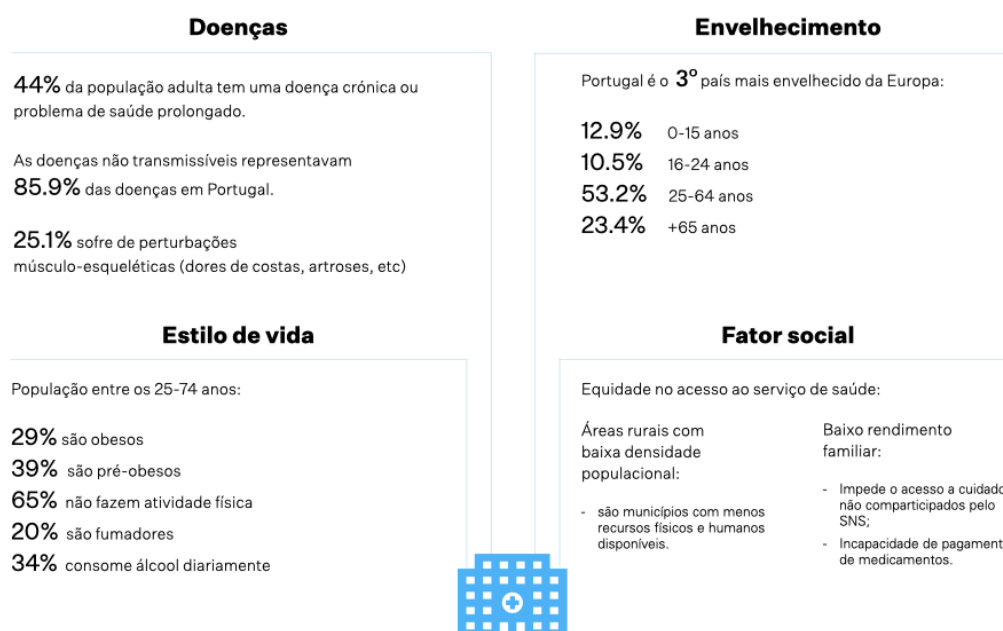 Doenças
44% da população adulta tem uma doença crónica ou
problema de saúde prolongado.
As doenças não transmissíveis representavam
85.9% das doenças em Portugal.
25.1% sofre de perturbações
músculo-esqueléticas (dores de costas, artroses, etc)
Envelhecimento
Portugal é o 3º país mais envelhecido da Europa:
12.9% 0-15 anos
10.5% 16-24 anos
53.2% 25-64 anos
23.4% +65 anos
Estilo de vida
População entre os 25-74 anos:
29% são obesos
39% são pré-obesos
65% não fazem atividade física
20% são fumadores
34% consome álcool diariamente
Fator social
Equidade no acesso ao serviço de saúde:
Áreas rurais com
baixa densidade
populacional:
- são municípios com menos
recursos físicos e humanos
disponíveis.
Baixo rendimento
familiar:
- Impede o acesso a cuidado
não comparticipados pelo
SNS;
- Incapacidade de pagament
de medicamentos.